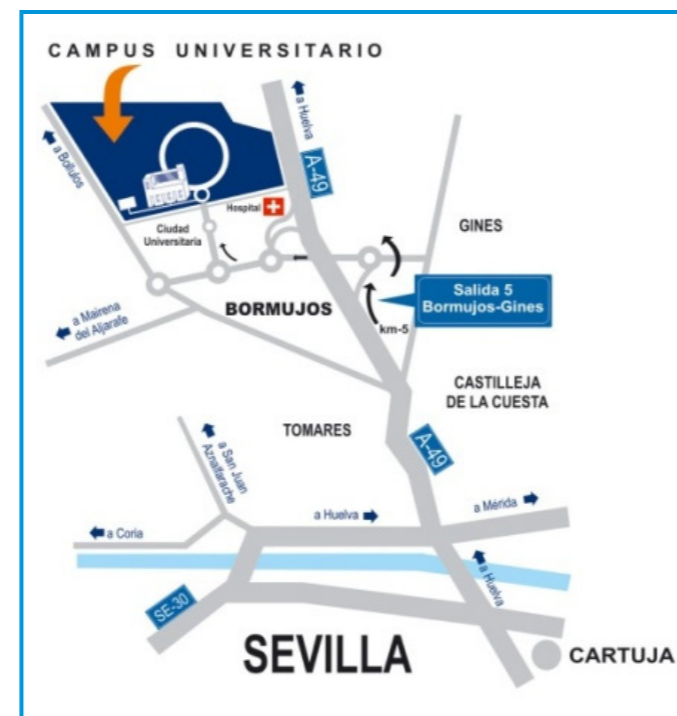 CAMPUS UNIVERSITARIO
a Huelva
A-49
a Bollulos
Hospital
Ciudad
Universitaria
GINES
Salida 5
Bormujos-Gines
BORMUJOS
km-5
a Mairena
del Aljarafe
CASTILLEJA
DE LA CUESTA
TOMARES
A-49
a San Juan
Aznalfarache
a Huelva
a Mérida
a Coria
a Huelva
SE-30
SEVILLA
CARTUJA